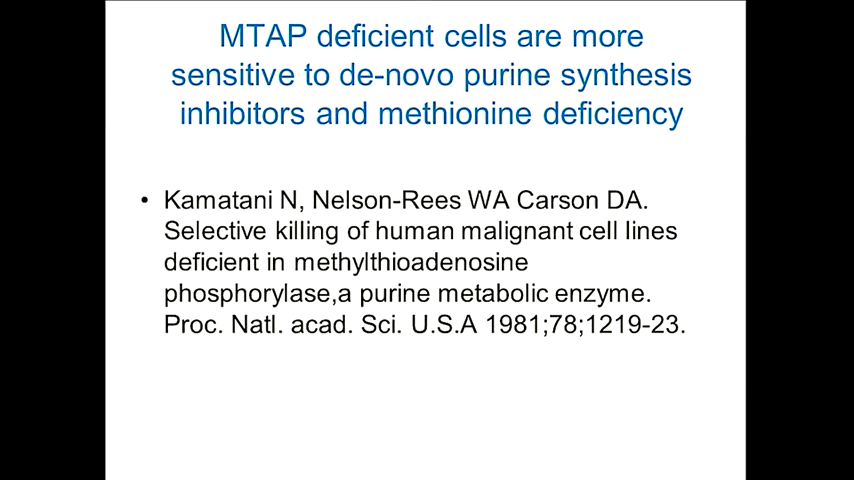 MTAP deficient cells are more
sensitive to de-novo purine synthesis
inhibitors and methionine deficiency
• Kamatani N, Nelson-Rees WA Carson DA.
Selective killing of human malignant cell lines
deficient in methylthioadenosine
phosphorylase,a purine metabolic enzyme.
Proc. Natl. acad. Sci. U.S.A 1981;78;1219-23.